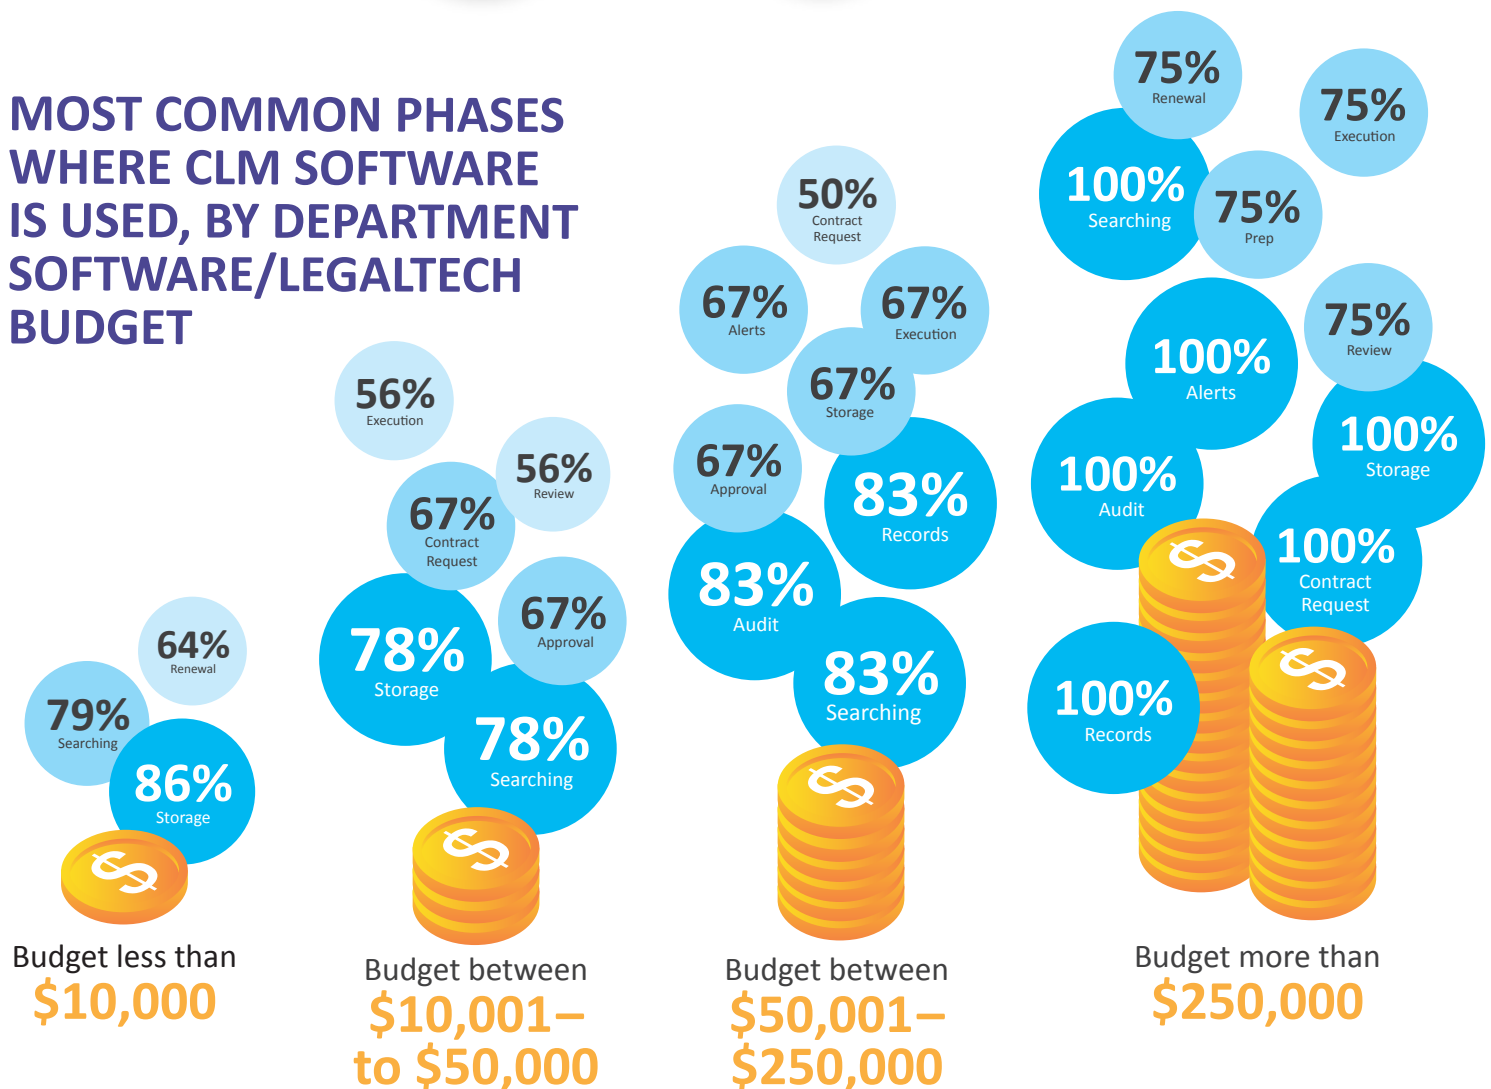 MOST COMMON PHASES
WHERE CLM SOFTWARE
IS USED, BY DEPARTMENT
SOFTWARE/LEGALTECH
BUDGET
64%
Renewal
79%
Searching
86%
Storage
$
Budget less than
$10,000
56%
Execution
56%
Review
67%
Contract
Request
67%
Approval
78%
Storage
78%
Searching
$
Budget between
$10,001–
to $50,000
50%
Contract
Request
67%
Alerts
67%
Execution
67%
Storage
67%
Approval
83%
Records
83%
Audit
83%
Searching
$
Budget between
$50,001–
$250,000
75%
Renewal
75%
Execution
100%
Searching
75%
Prep
75%
Review
100%
Alerts
100%
Storage
100%
Audit
100%
Contract
Request
100%
Records
$
$
Budget more than
$250,000